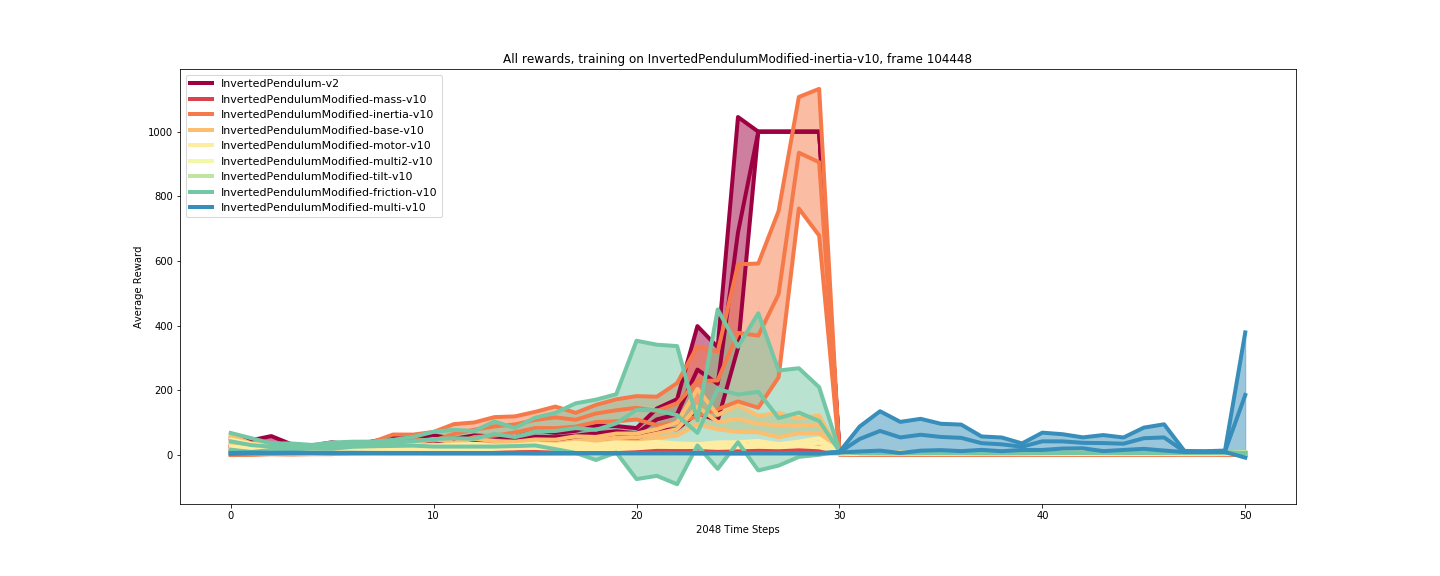 All rewards, training on InvertedPendulumModified-inertia-v10, frame 104448
InvertedPendulum-v2
InvertedPendulumModified-mass-v10
InvertedPendulumModified-inertia-v10
InvertedPendulumModified-base-v10
InvertedPendulumModified-motor-v10
InvertedPendulumModified-multi2-v10
InvertedPendulumModified-tilt-v10
InvertedPendulumModified-friction-v10
InvertedPendulumModified-multi-v10
Average Reward
1000
800
600
400
200
0
0 10 20 30 40 50
2048 Time Steps